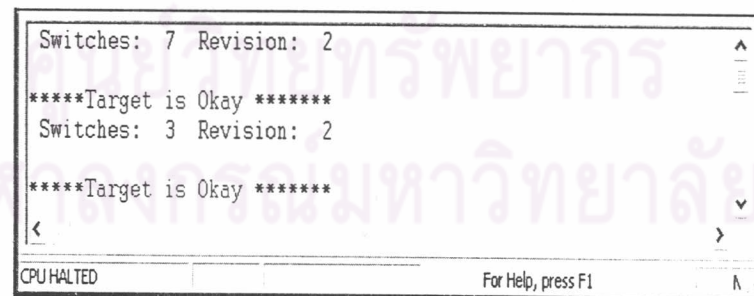 Switches: 7 Revision: 2
ศูนย์วิทยทรัพยากร
*****Target is Okay *******
Switches: 3 Revision: 2
*****Target is Okay *******
จุฬาลงกรณ์มหาวิทยาลัย
CPU HALTED
For Help, press F1